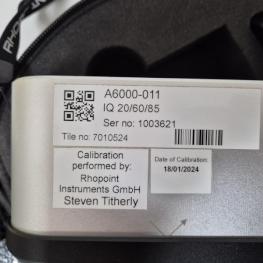 RHOPOINT
A6000-011
IQ 20/60/85
Ser no: 1003621
Tile no: 7010524
Calibration
performed by:
Rhopoint
Instruments GmbH
Steven Titherly
Date of Calibration:
18/01/2024